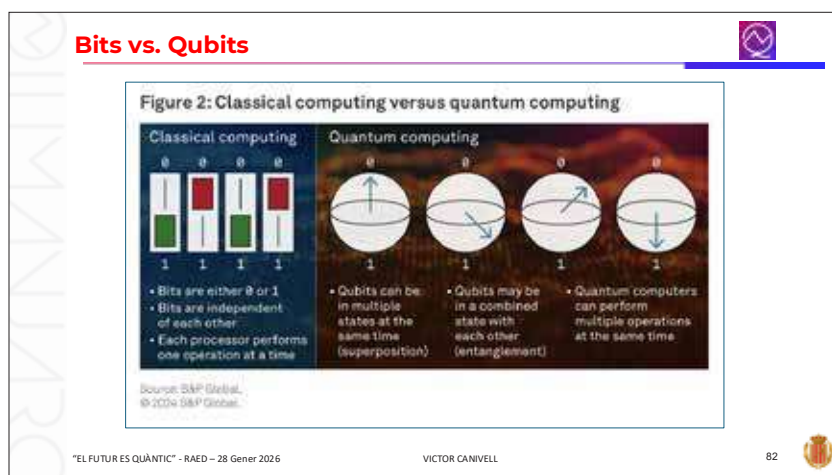 Bits vs. Qubits
Figure 2: Classical computing versus quantum computing
Classical computing
0 0 0 0
1 1 1 1
• Bits are either 0 or 1
• Bits are independent
of each other
• Each processor performs
one operation at a time
Quantum computing
0 0 0 0
1 1 1 1
• Qubits can be
in multiple
states at the
same time
(superposition)
• Qubits may be
in a combined
state with
each other
(entanglement)
• Quantum computers
can perform
multiple operations
at the same time
Source: S&P Global.
© 2024 S&P Global.
"EL FUTUR ES QUÀNTIC" - RAED – 28 Gener 2026
VICTOR CANIVELL
82